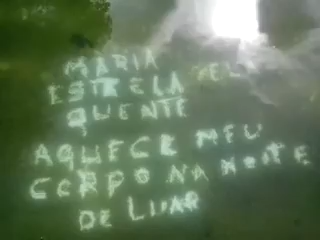 MARIA
ESTRELA
QUENTE
AQUECE MEU
CORPO NA NOITE
DE LUAR